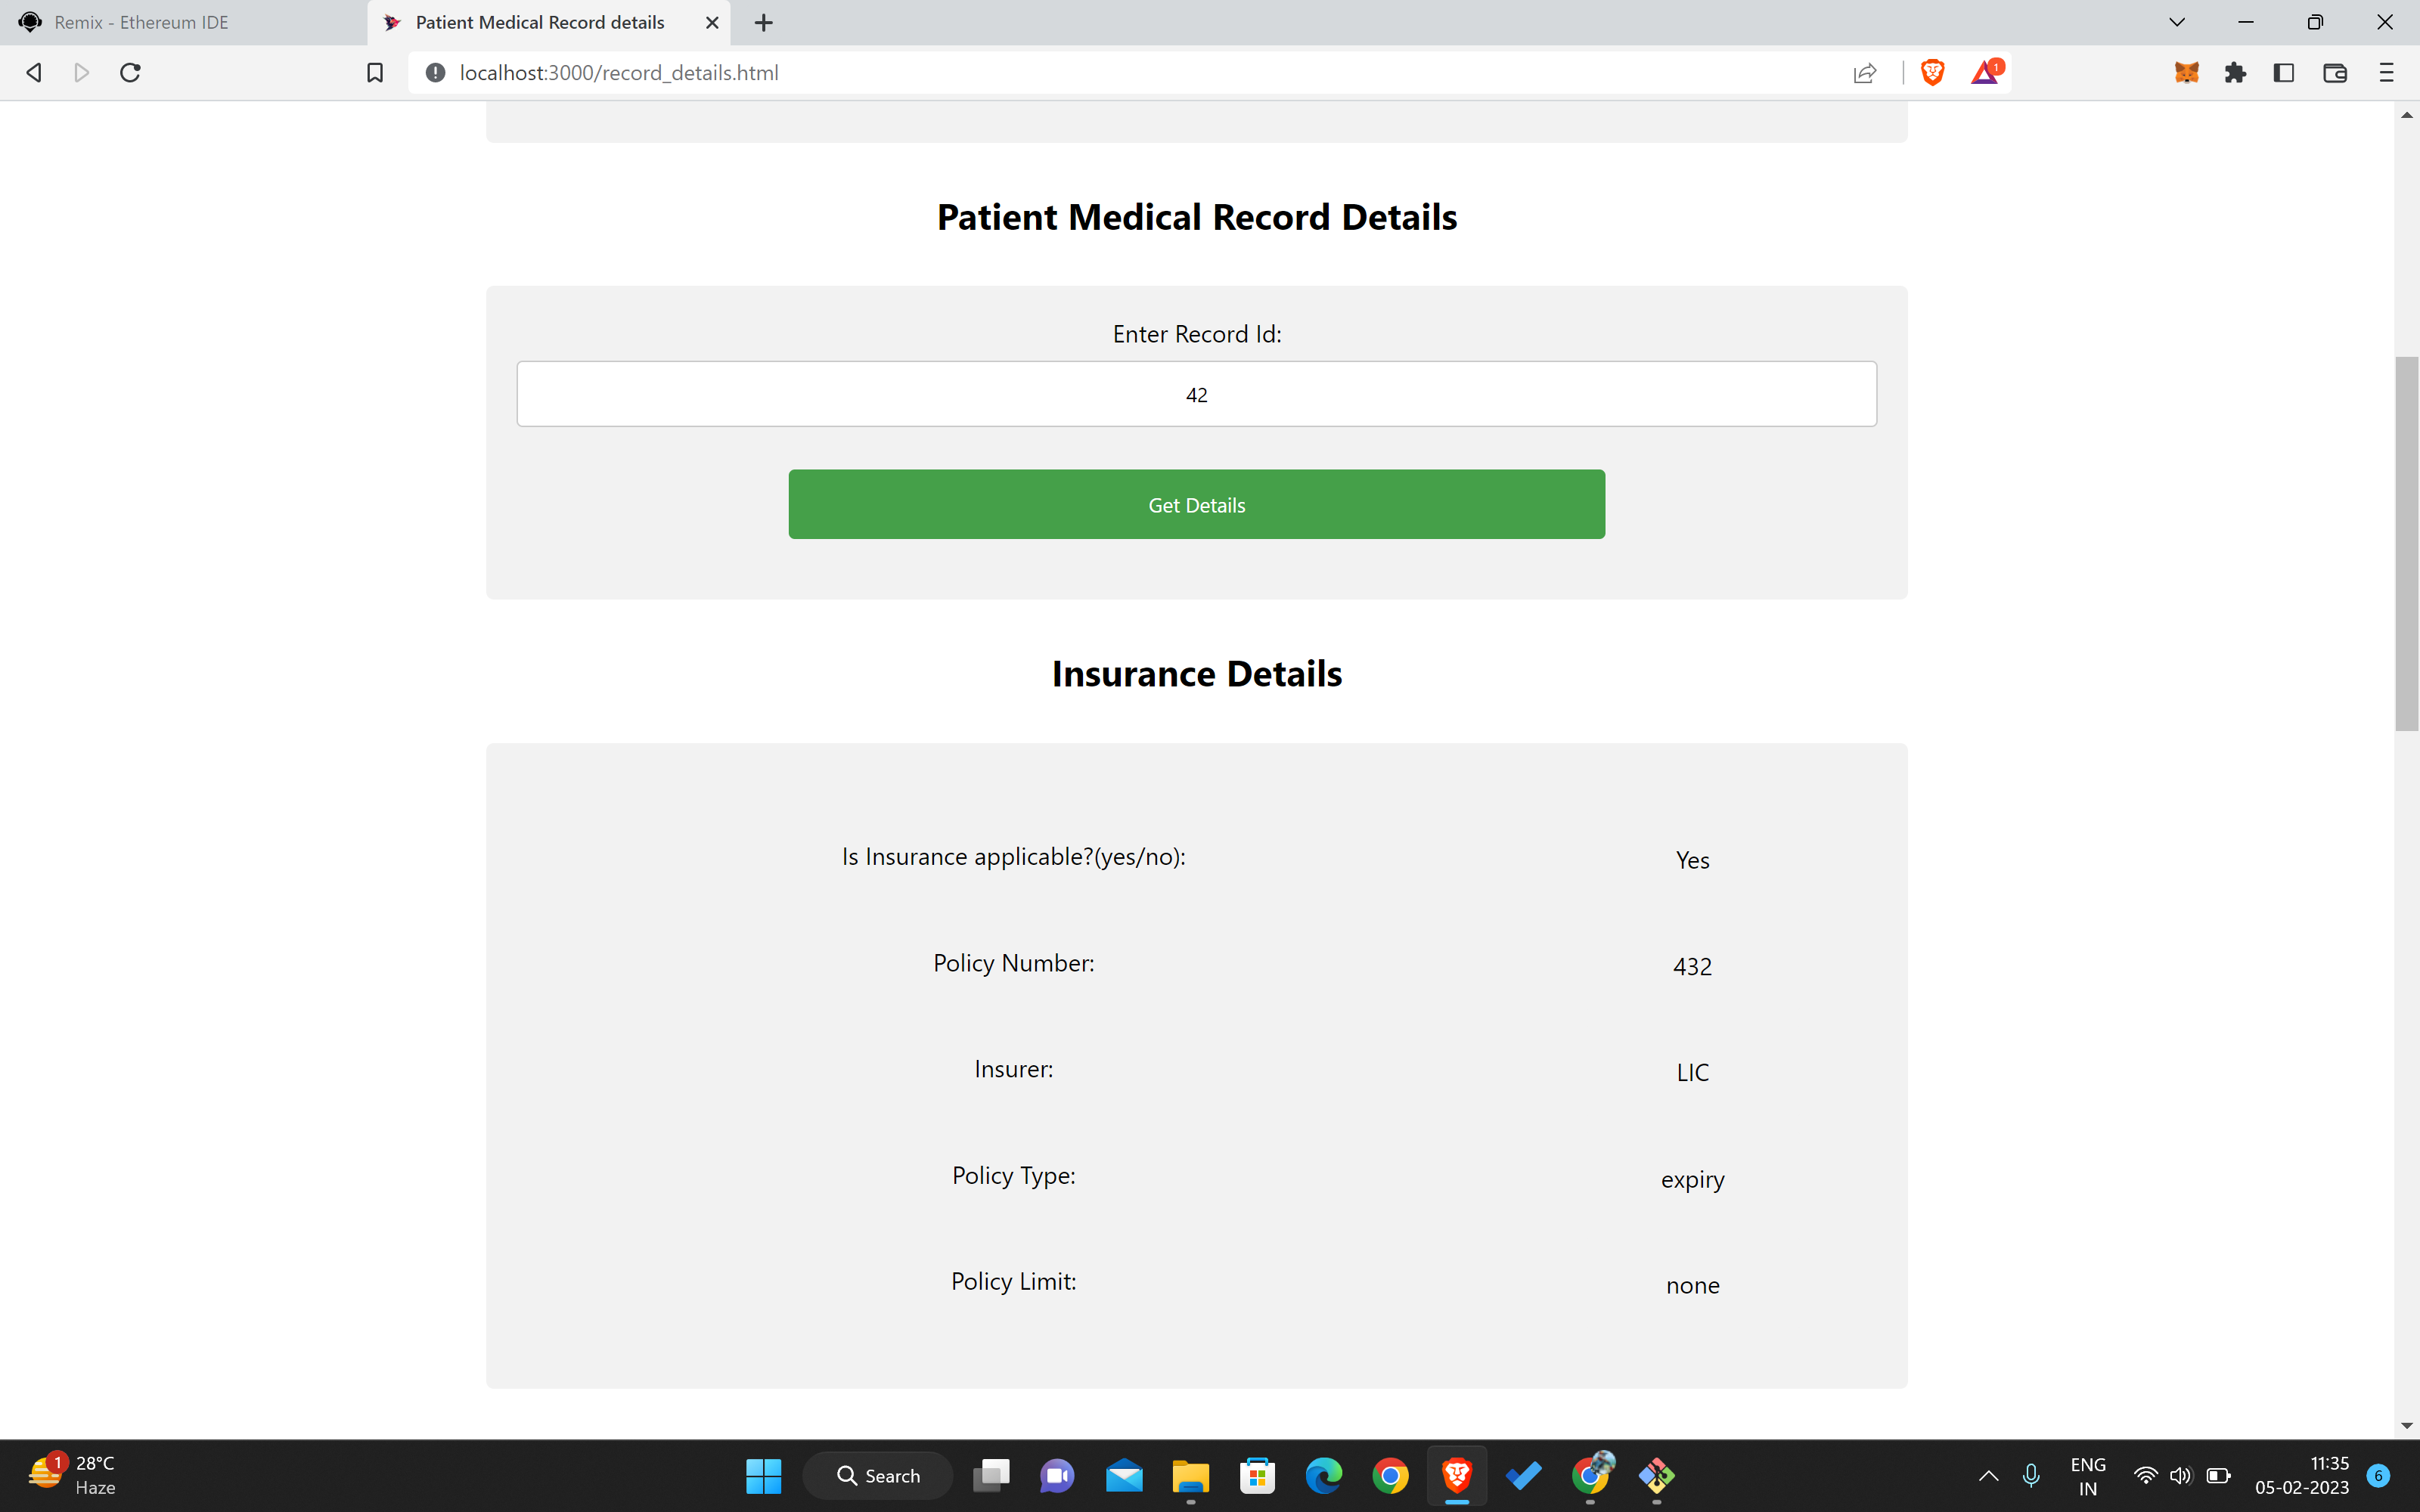 Remix - Ethereum IDE
Patient Medical Record details
localhost:3000/record_details.html
1
Patient Medical Record Details
Enter Record Id:
42
Get Details
Insurance Details
Is Insurance applicable?(yes/no): Yes
Policy Number: 432
Insurer: LIC
Policy Type: expiry
Policy Limit: none
1
28°C
Haze
Search
ENG
IN
11:35
05-02-2023
6